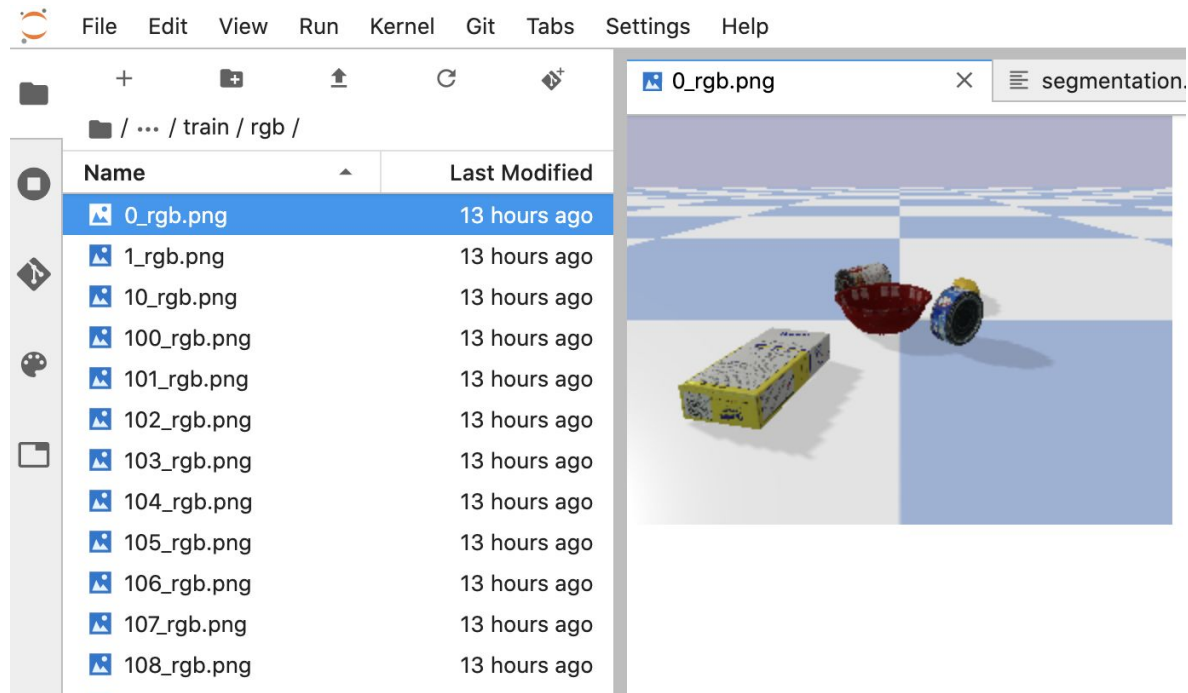 File Edit View Run Kernel Git Tabs Settings Help
/ ··· / train / rgb /
Name Last Modified
0_rgb.png 13 hours ago
1_rgb.png 13 hours ago
10_rgb.png 13 hours ago
100_rgb.png 13 hours ago
101_rgb.png 13 hours ago
102_rgb.png 13 hours ago
103_rgb.png 13 hours ago
104_rgb.png 13 hours ago
105_rgb.png 13 hours ago
106_rgb.png 13 hours ago
107_rgb.png 13 hours ago
108_rgb.png 13 hours ago
0_rgb.png segmentation.